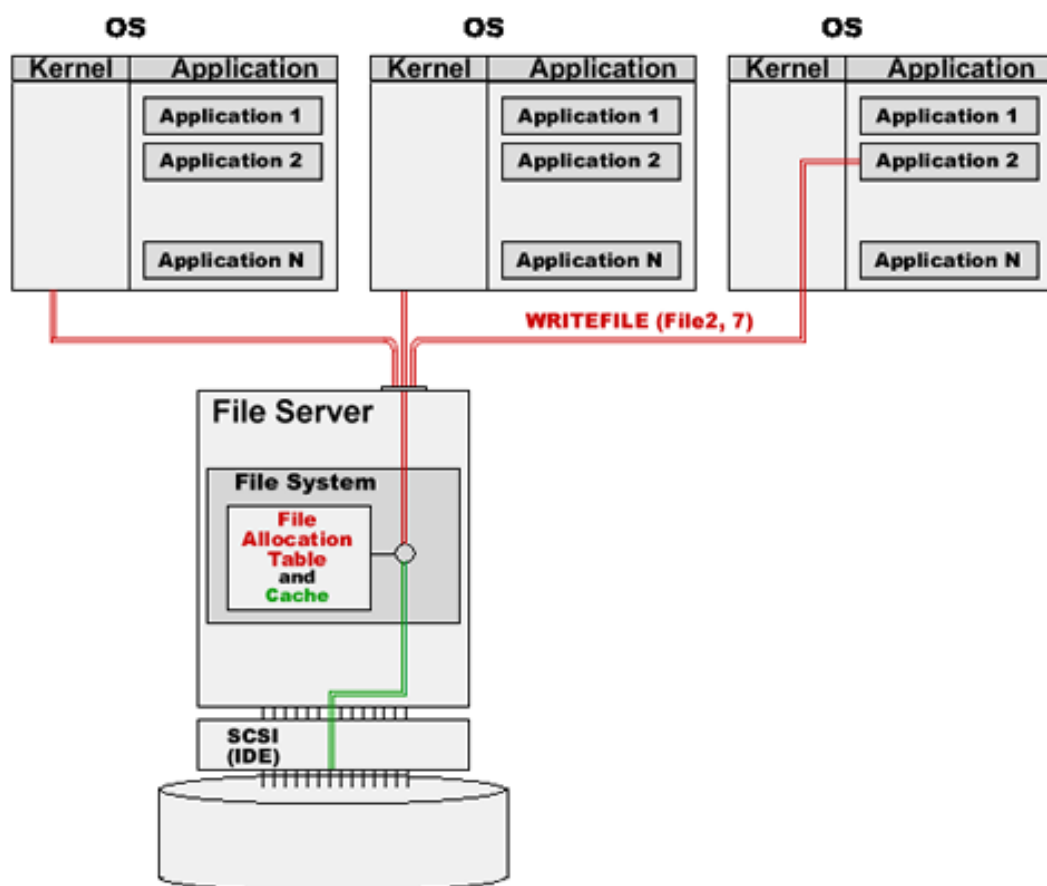 OS OS OS
Kernel Application Kernel Application Kernel Application
Application 1 Application 1 Application 1
Application 2 Application 2 Application 2
Application N Application N Application N
WRITEFILE (File2, 7)
File Server
File System
File
Allocation
Table
and
Cache
SCSI
(IDE)